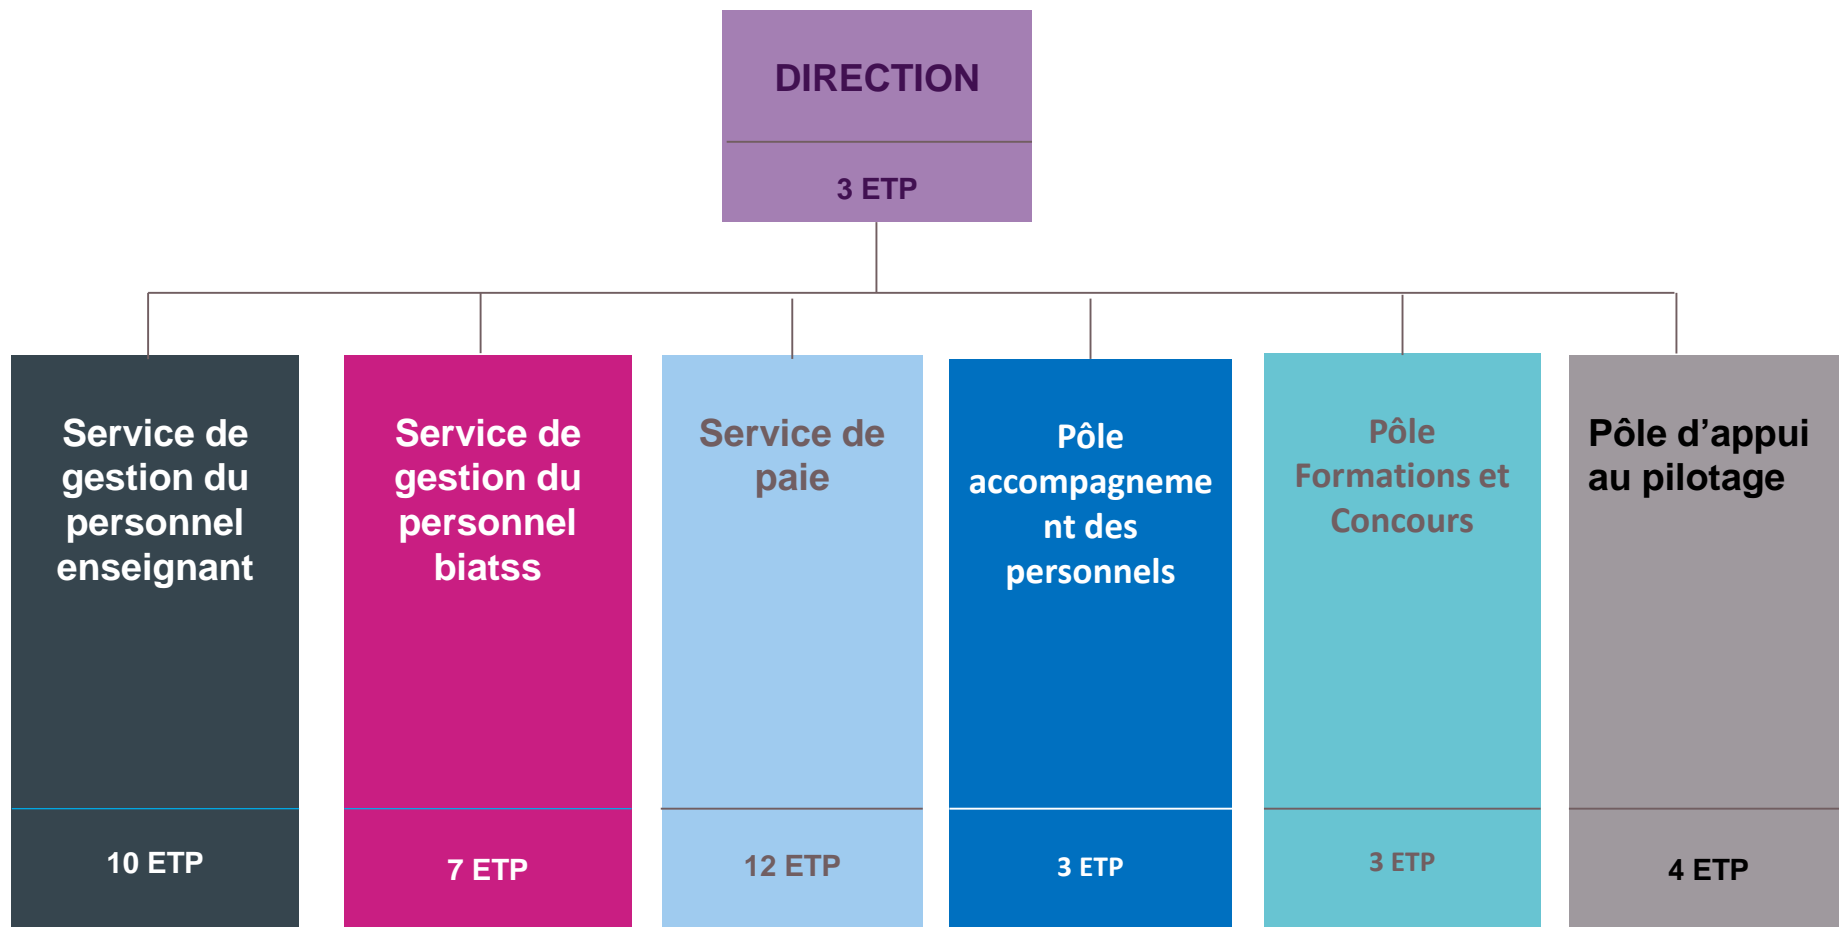 DIRECTION
3 ETP
Service de
gestion du
personnel
enseignant
10 ETP
Service de
gestion du
personnel
biatss
7 ETP
Service de
paie
12 ETP
Pôle
accompagneme
nt des
personnels
3 ETP
Pôle
Formations et
Concours
3 ETP
Pôle d’appui
au pilotage
4 ETP